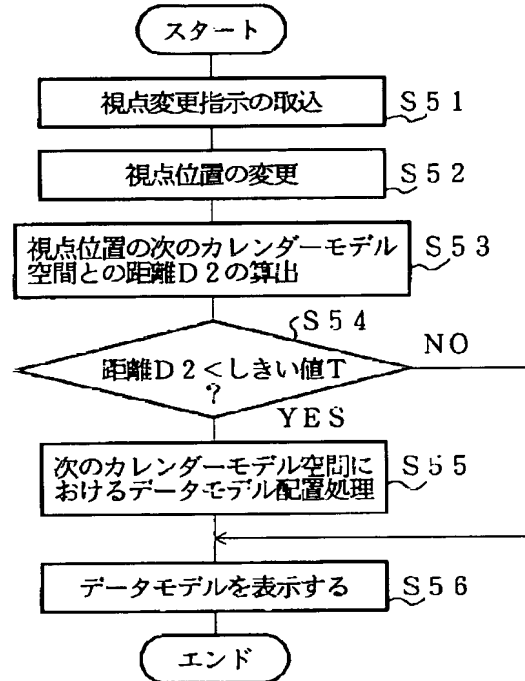 スタート
視点変更指示の取込
S51
視点位置の変更
S52
視点位置の次のカレンダーモデル
空間との距離D2の算出
S53
S54
距離D2<しきい値T
?
NO
YES
次のカレンダーモデル空間に
おけるデータモデル配置処理
S55
データモデルを表示する
S56
エンド